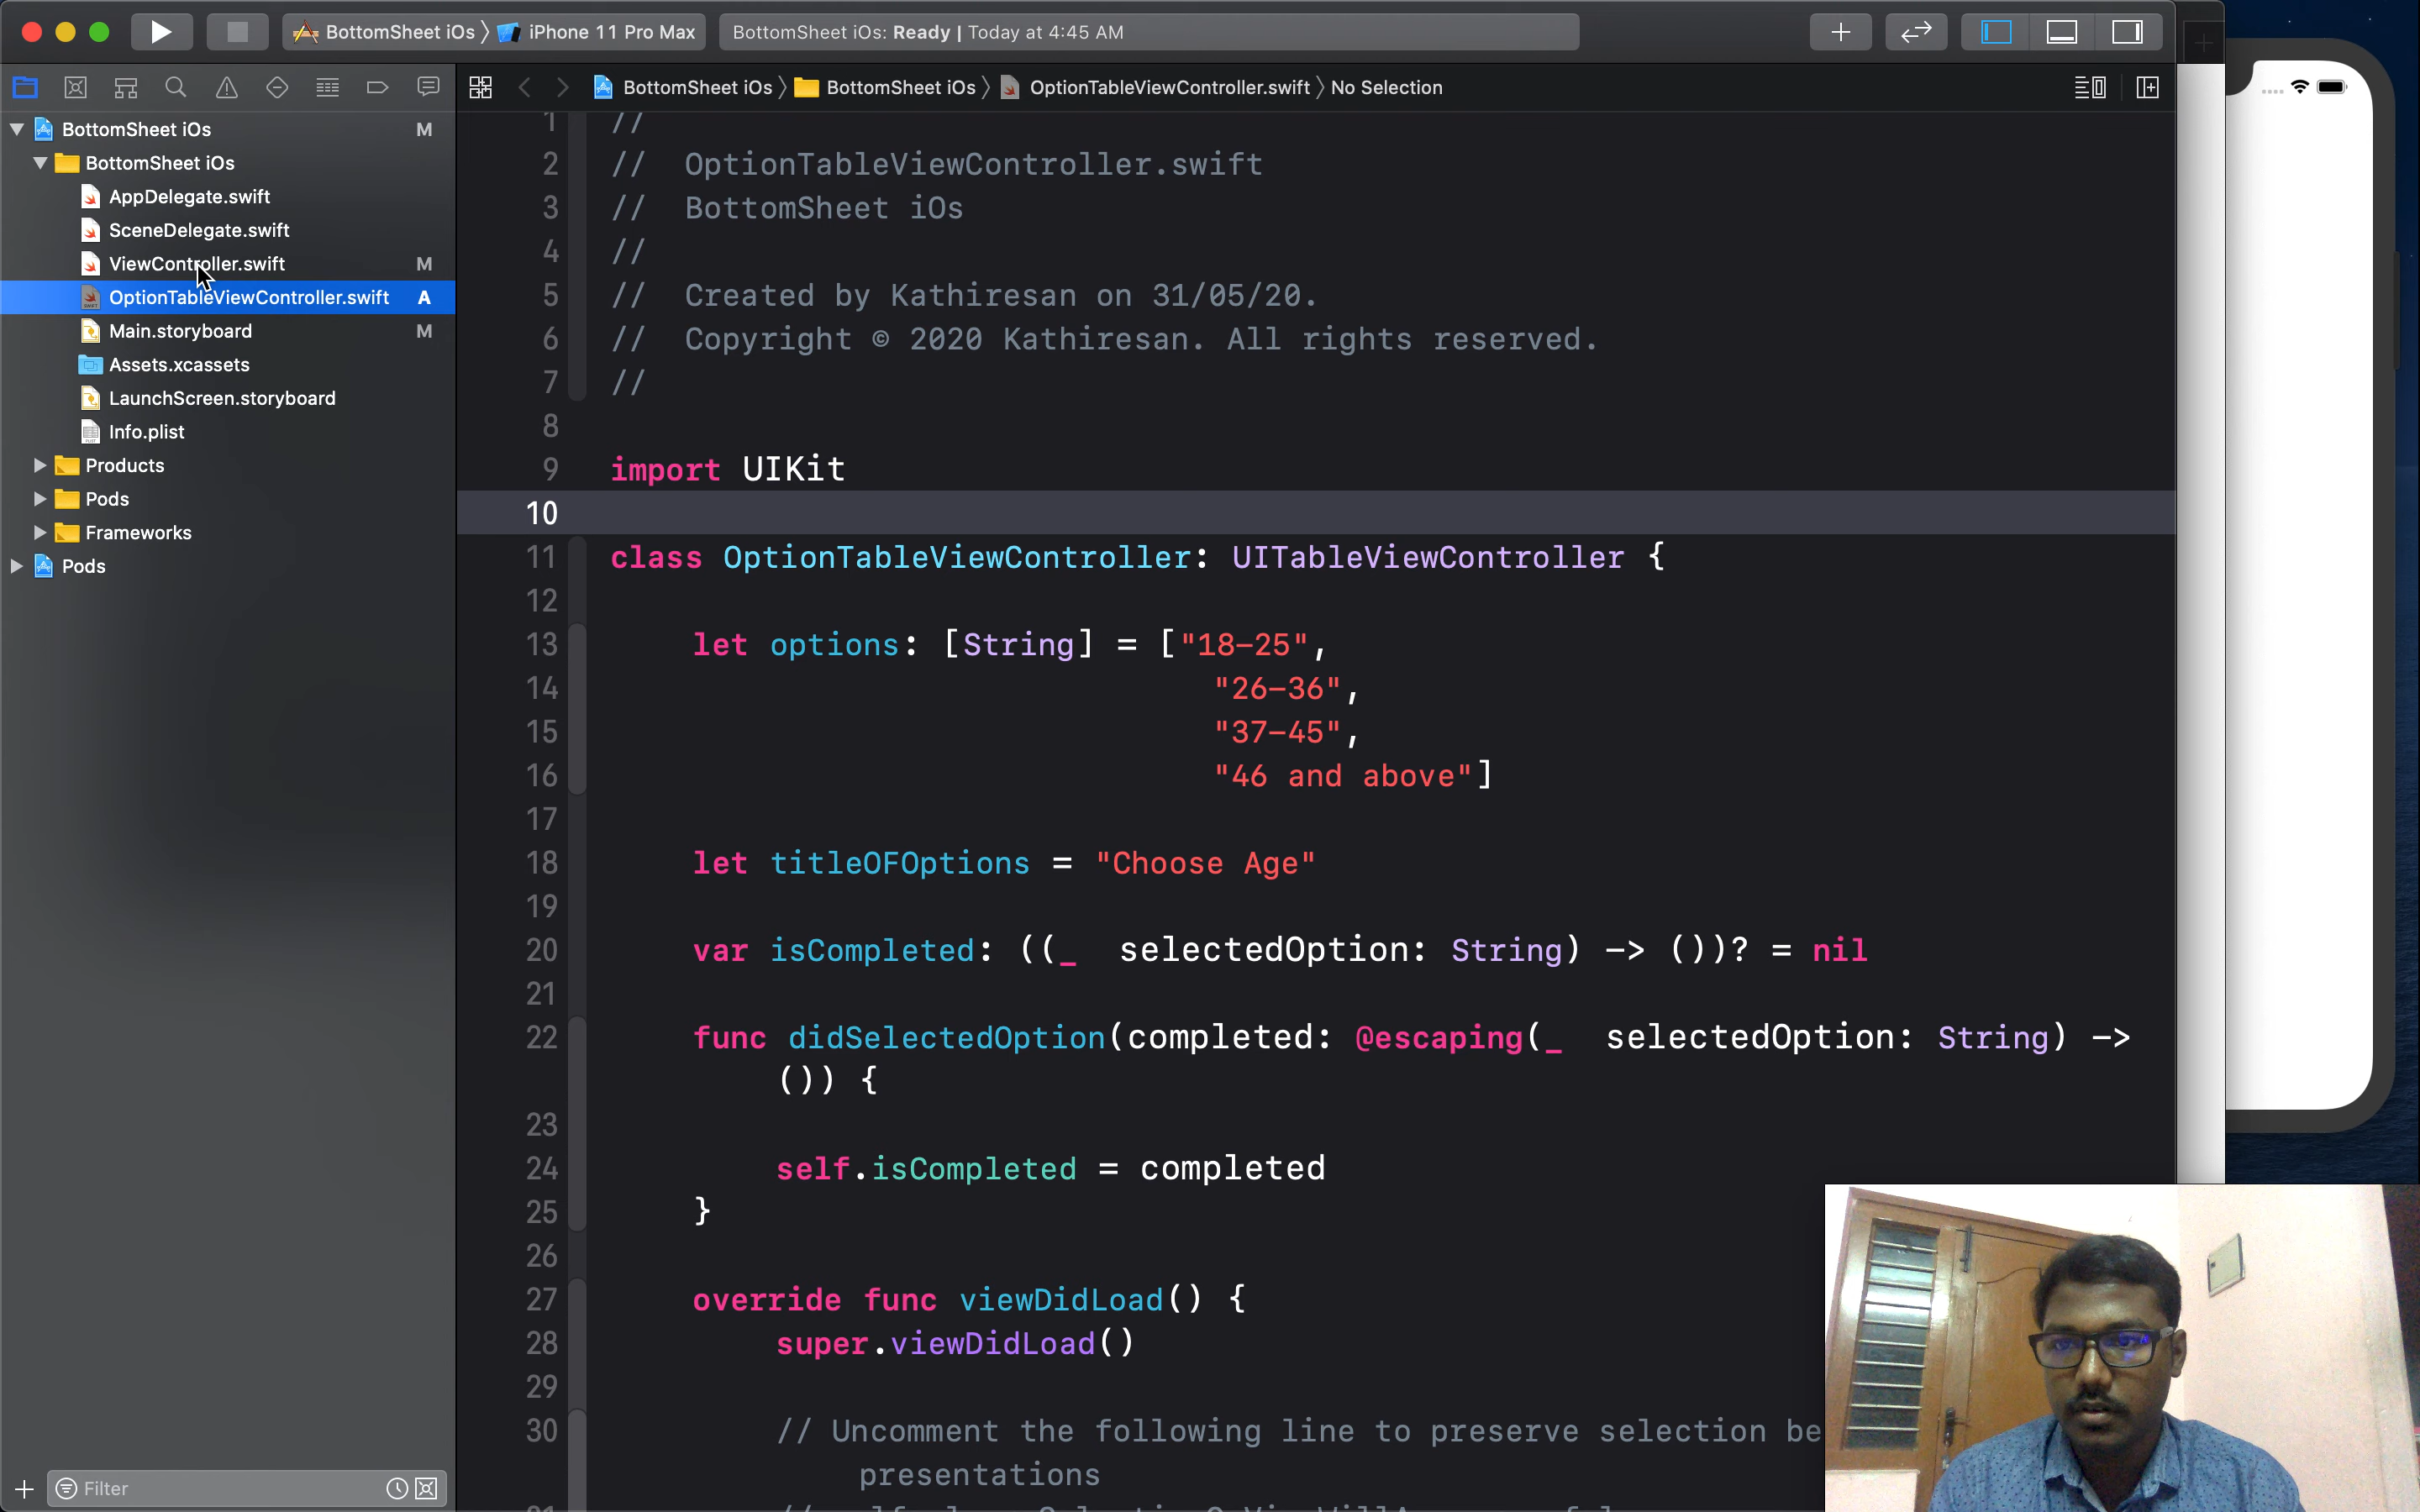 BottomSheet iOs
iPhone 11 Pro Max
BottomSheet iOs: Ready | Today at 4:45 AM
BottomSheet iOs
BottomSheet iOs
OptionTableViewController.swift
No Selection
BottomSheet iOs M
BottomSheet iOs
AppDelegate.swift
SceneDelegate.swift
ViewController.swift M
OptionTableViewController.swift A
Main.storyboard M
Assets.xcassets
LaunchScreen.storyboard
Info.plist
Products
Pods
Frameworks
Pods
Filter
1 //
2 // OptionTableViewController.swift
3 // BottomSheet iOs
4 //
5 // Created by Kathiresan on 31/05/20.
6 // Copyright © 2020 Kathiresan. All rights reserved.
7 //
8
9 import UIKit
10
11 class OptionTableViewController: UITableViewController {
12
13 let options: [String] = ["18-25",
14 "26-36",
15 "37-45",
16 "46 and above"]
17
18 let titleOFOptions = "Choose Age"
19
20 var isCompleted: ((_ selectedOption: String) -> ())? = nil
21
22 func didSelectedOption(completed: @escaping(_ selectedOption: String) ->
()) {
23
24 self.isCompleted = completed
25 }
26
27 override func viewDidLoad() {
28 super.viewDidLoad()
29
30 // Uncomment the following line to preserve selection be
presentations